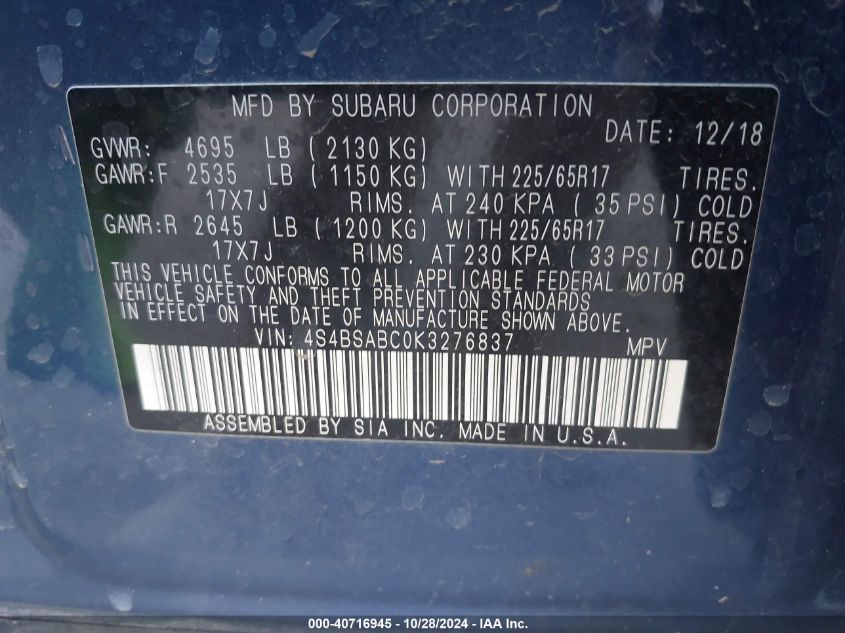 MFD BY SUBARU CORPORATION
DATE: 12/18
GVWR: 4695 LB ( 2130 KG)
GAWR:F 2535 LB ( 1150 KG) WITH 225/65R17 TIRES.
17X7J RIMS. AT 240 KPA ( 35 PSI) COLD
GAWR:R 2645 LB ( 1200 KG) WITH 225/65R17 TIRES.
17X7J RIMS. AT 230 KPA ( 33 PSI) COLD
THIS VEHICLE CONFORMS TO ALL APPLICABLE FEDERAL MOTOR
VEHICLE SAFETY AND THEFT PREVENTION STANDARDS
IN EFFECT ON THE DATE OF MANUFACTURE SHOWN ABOVE.
VIN: 4S4BSABC0K3276837 MPV
ASSEMBLED BY SIA INC. MADE IN U.S.A.
000-40716945 - 10/28/2024 - IAA Inc.